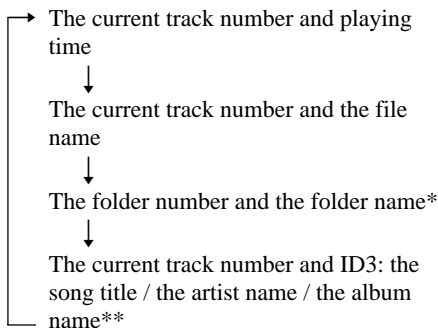 The current track number and playing
time
The current track number and the file
name
The folder number and the folder name*
The current track number and ID3: the
song title / the artist name / the album
name**